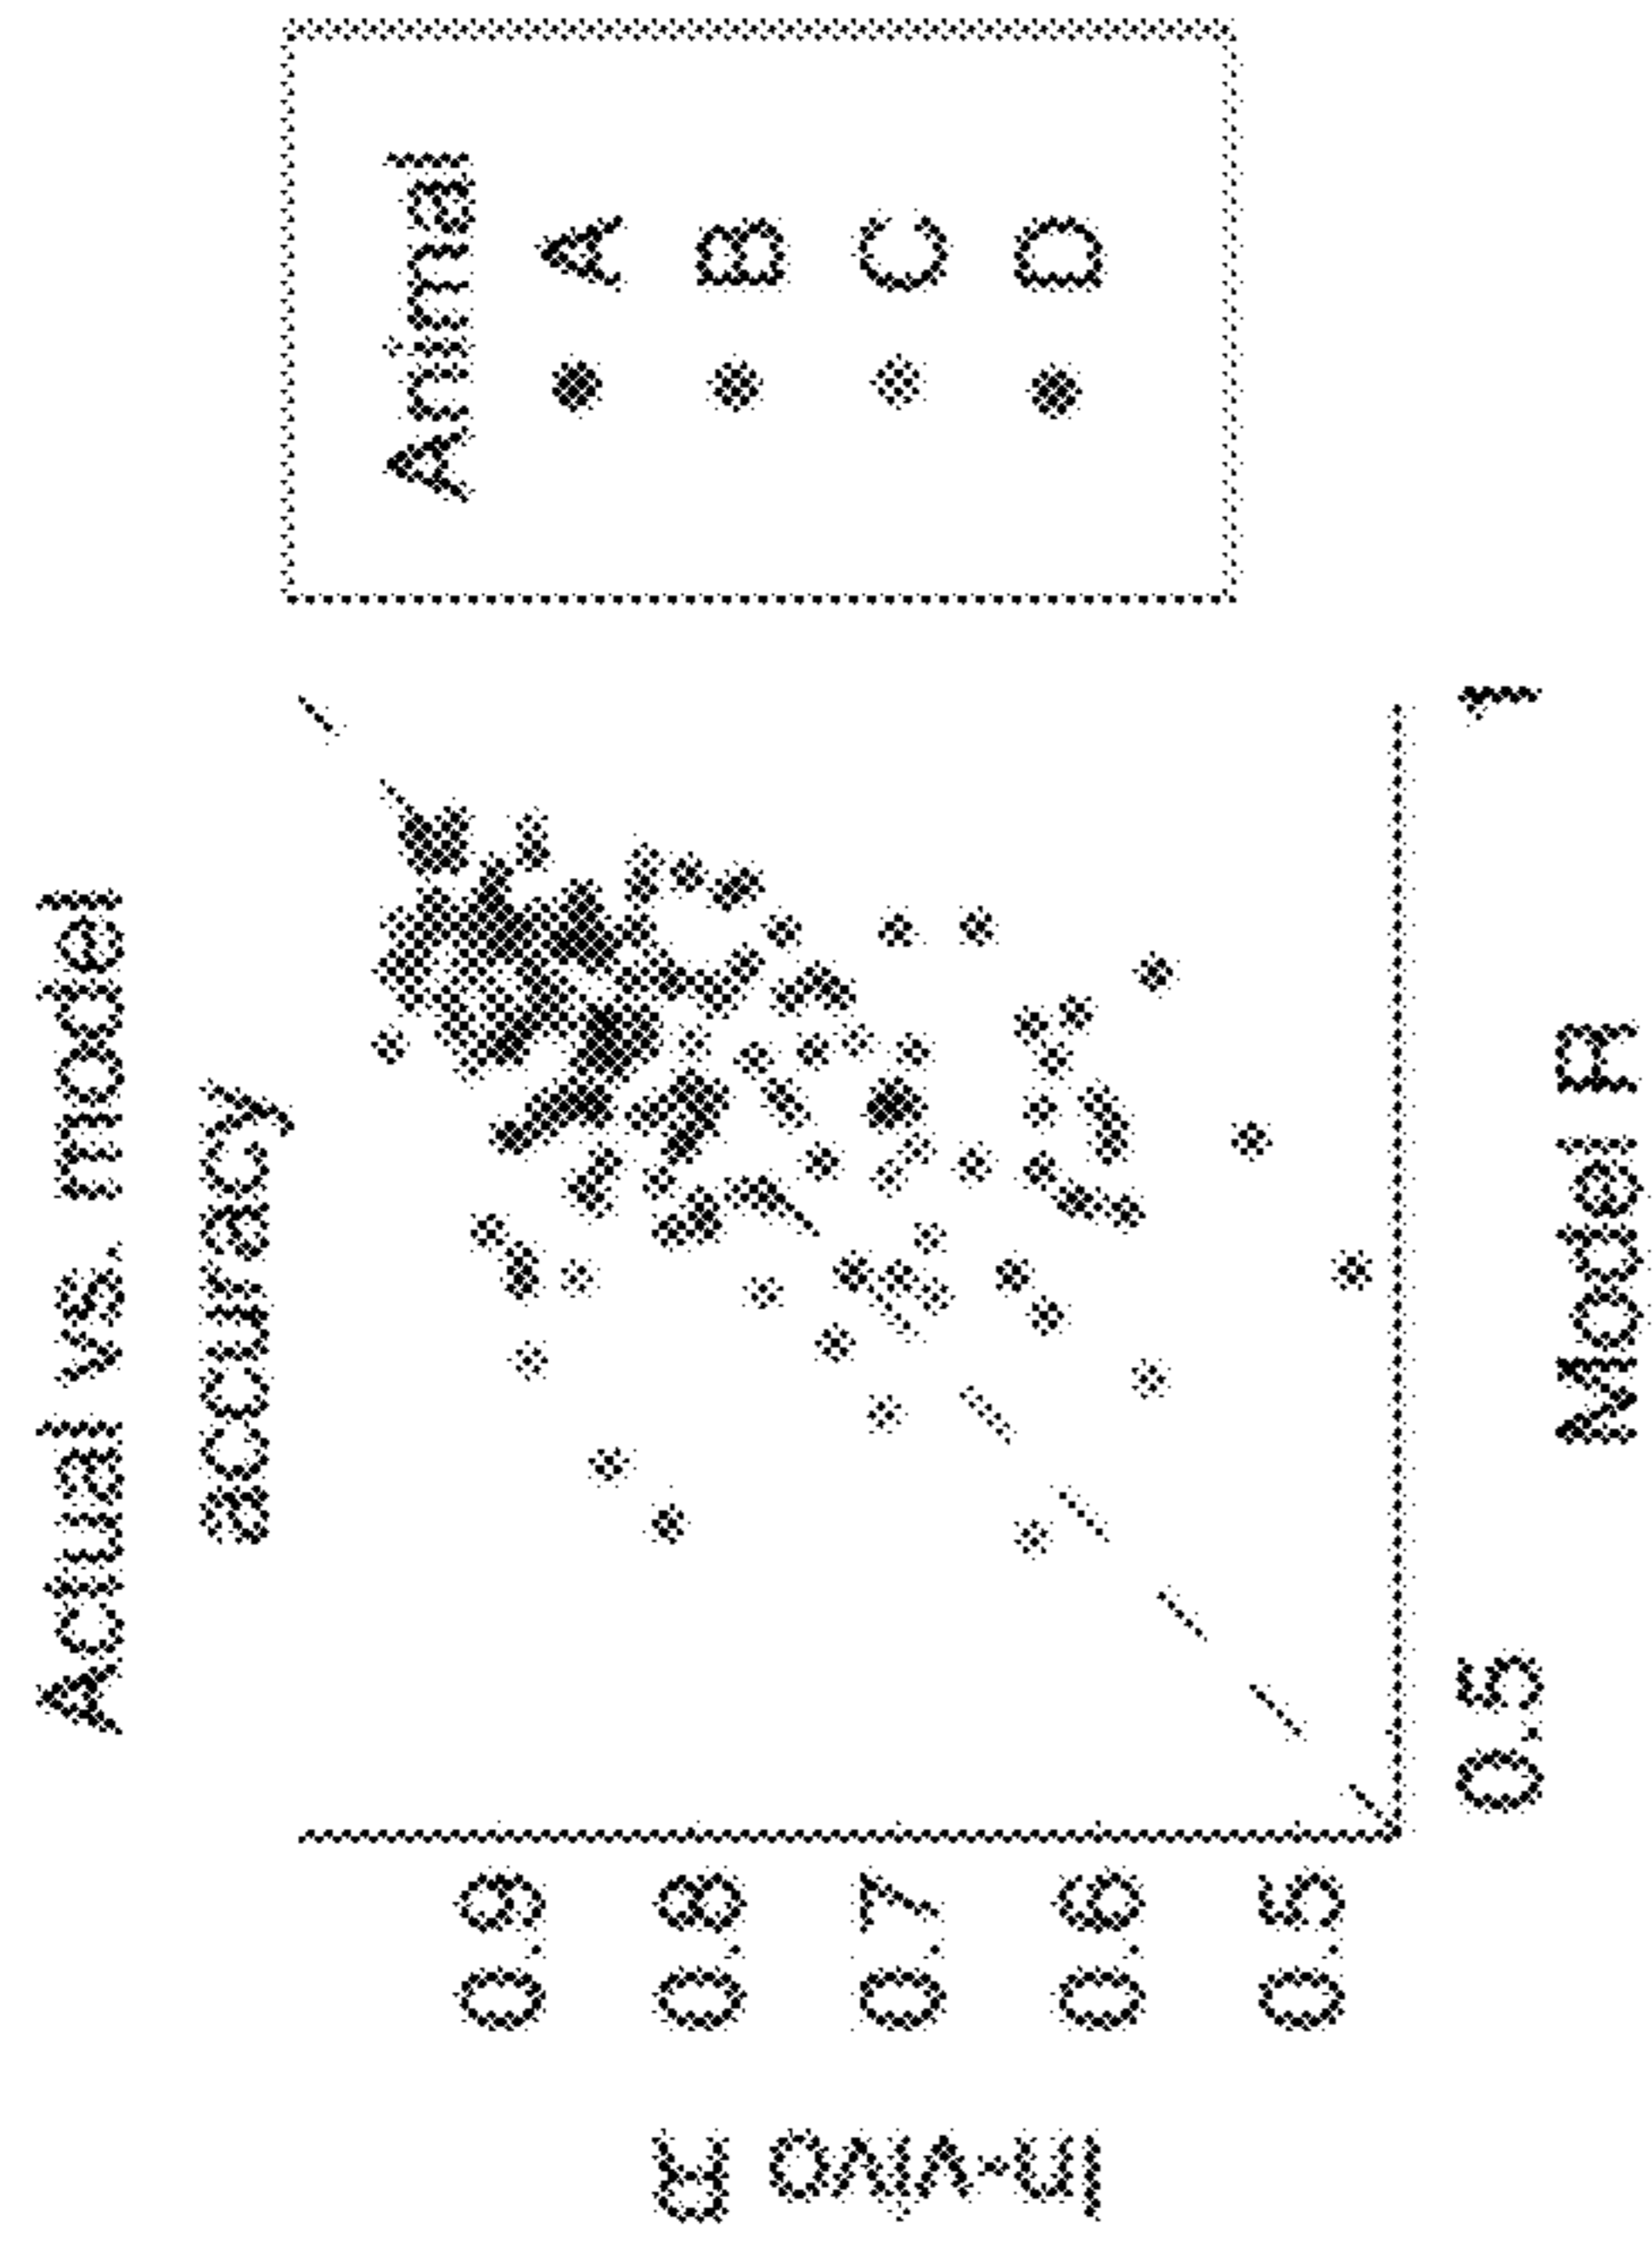 Actual vs. model
accuracy
In-vivo R
0.9
0.8
0.7
0.6
0.5
0.5
1
Model R
Animal
A
B
C
D